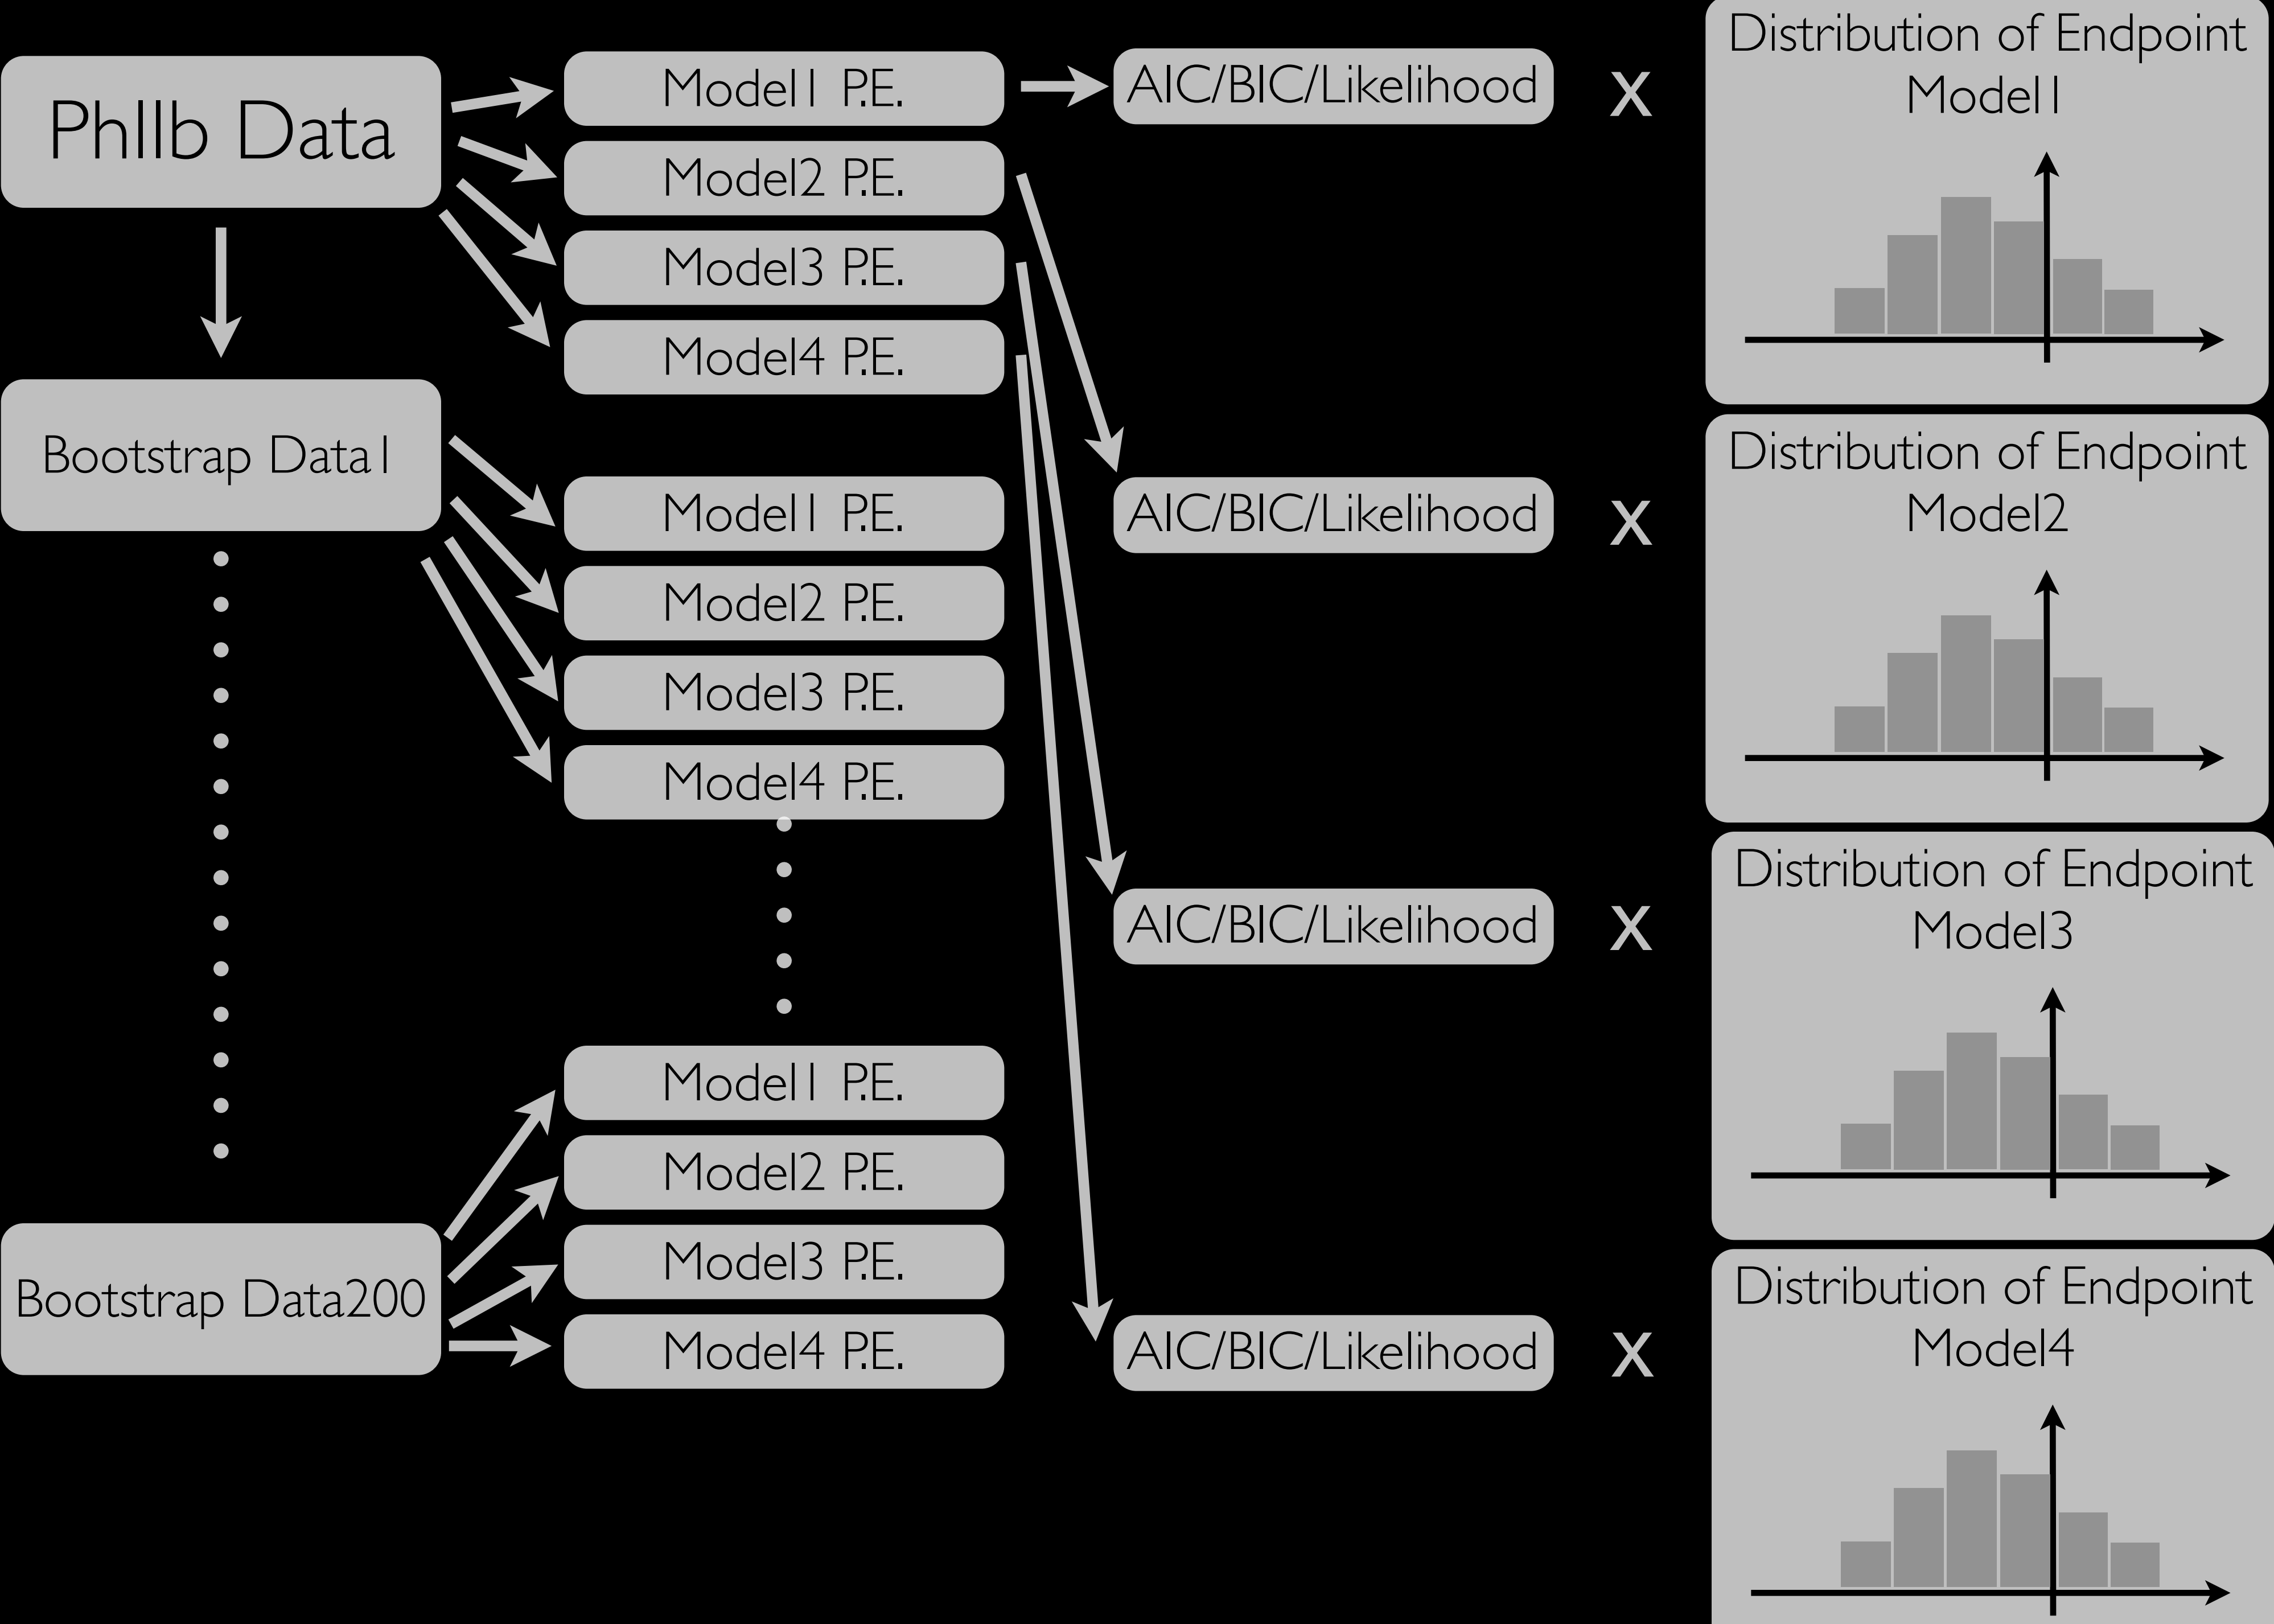 PhIIb Data
Model1 P.E.
Model2 P.E.
Model3 P.E.
Model4 P.E.
Bootstrap Data1
Model1 P.E.
Model2 P.E.
Model3 P.E.
Model4 P.E.
Bootstrap Data200
Model1 P.E.
Model2 P.E.
Model3 P.E.
Model4 P.E.
AIC/BIC/Likelihood
x
Distribution of Endpoint
Model1
AIC/BIC/Likelihood
x
Distribution of Endpoint
Model2
AIC/BIC/Likelihood
x
Distribution of Endpoint
Model3
AIC/BIC/Likelihood
x
Distribution of Endpoint
Model4